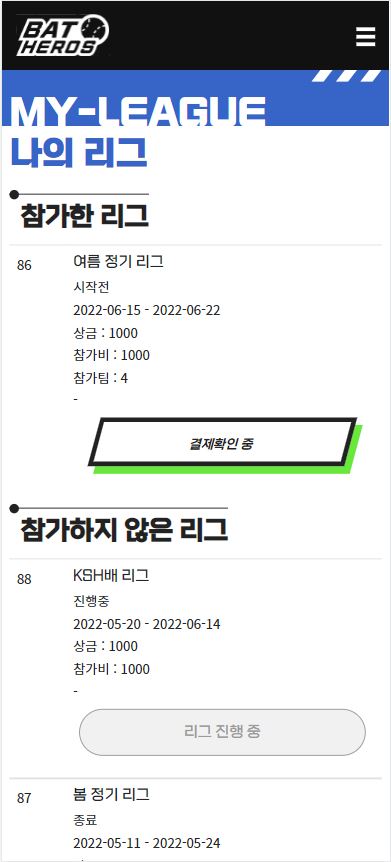 BAT
HEROS
MY-LEAGUE
나의 리그
참가한 리그
86
여름 정기 리그
시작전
2022-06-15 - 2022-06-22
상금 : 1000
참가비 : 1000
참가팀 : 4
-
결제확인 중
참가하지 않은 리그
88
KSH배 리그
진행중
2022-05-20 - 2022-06-14
상금 : 1000
참가비 : 1000
-
리그 진행 중
87
봄 정기 리그
종료
2022-05-11 - 2022-05-24